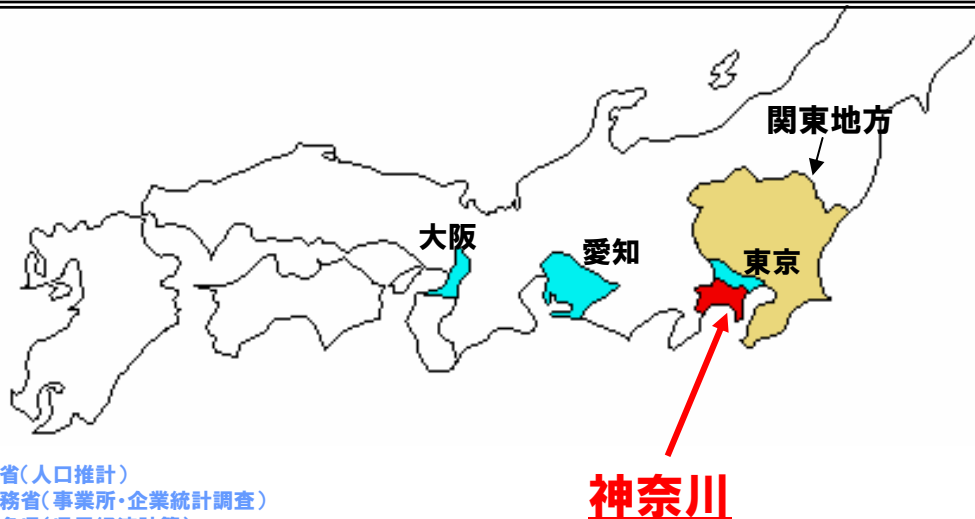 関東地方
大阪
愛知
東京
神奈川
省(人口推計)
務省(事業所・企業統計調査)